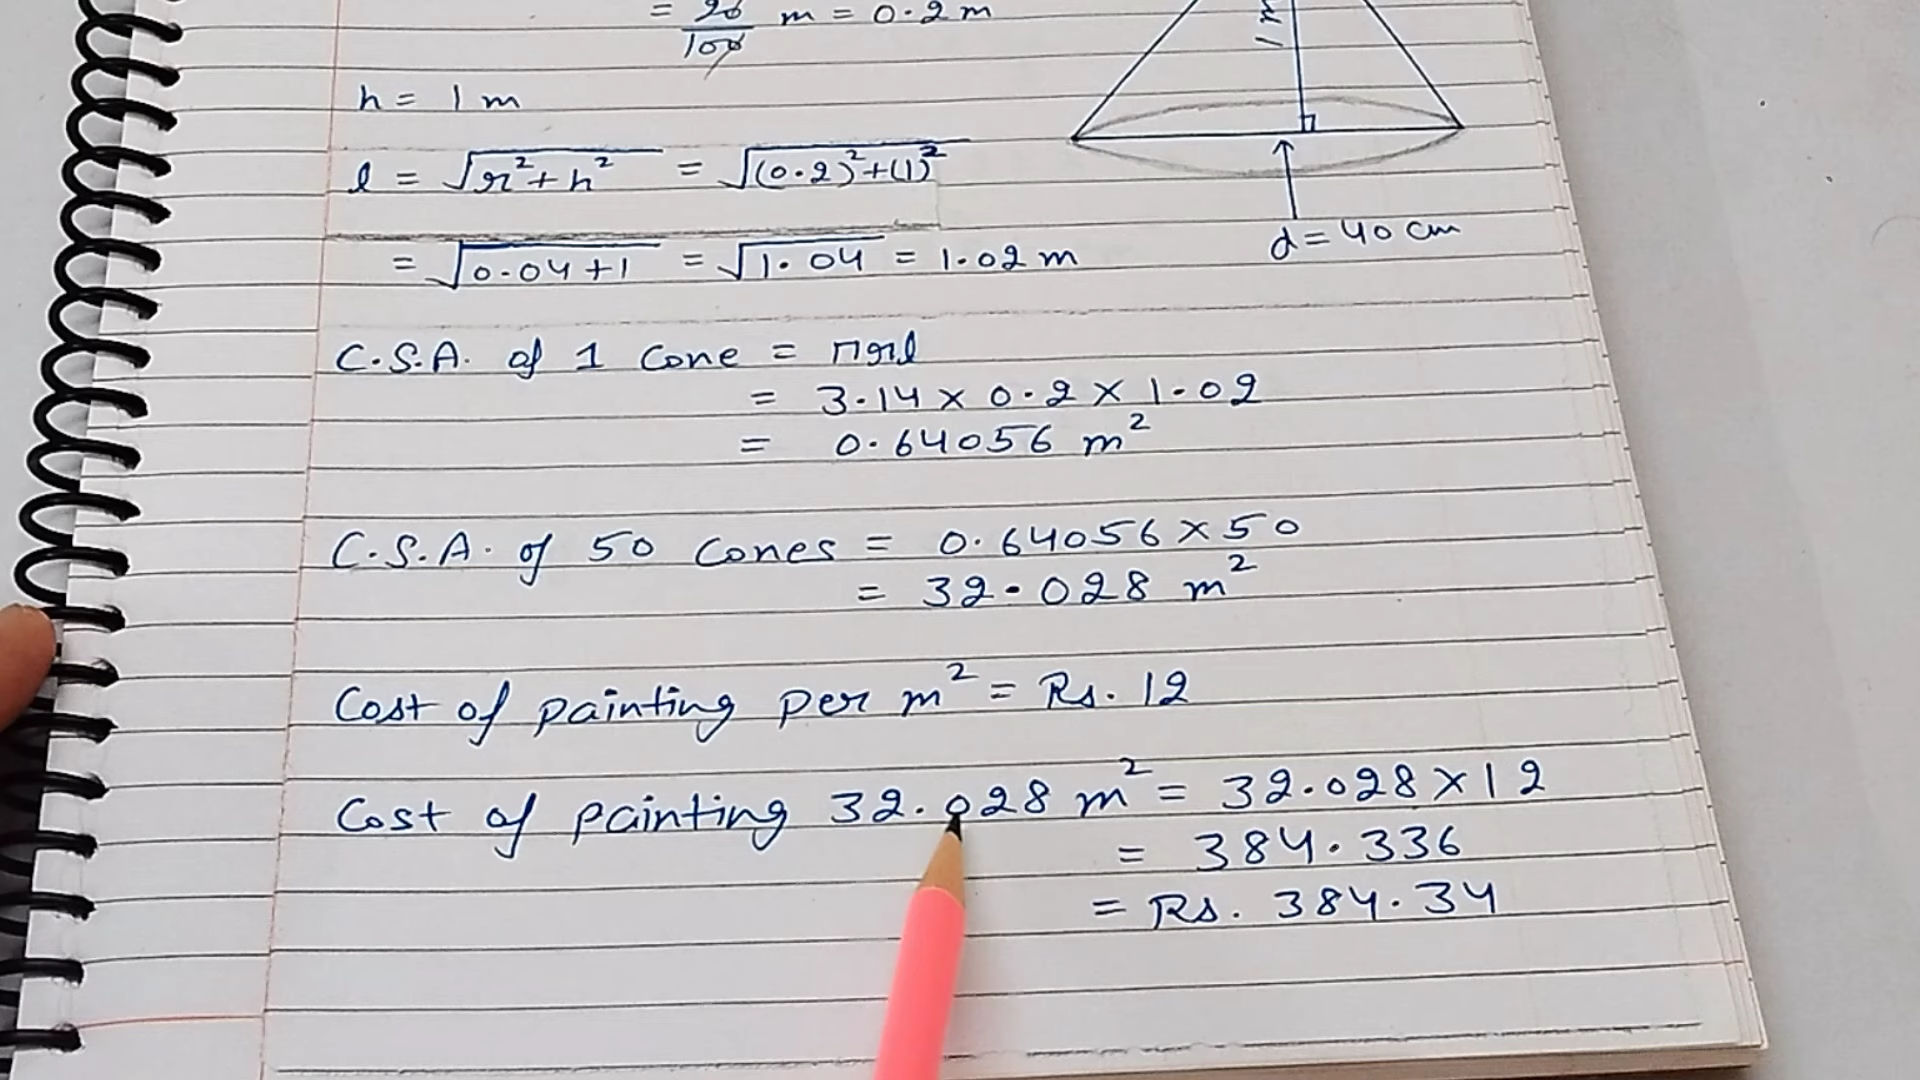 = 20/100 m = 0.2 m
h = 1 m
l = √r²+h² = √(0.2)²+(1)²
= √0.04+1 = √1.04 = 1.02 m
d = 40 cm
C.S.A. of 1 Cone = πrl
= 3.14 × 0.2 × 1.02
= 0.64056 m²
C.S.A. of 50 Cones = 0.64056 × 50
= 32.028 m²
Cost of painting per m² = Rs. 12
Cost of painting 32.028 m² = 32.028 × 12
= 384.336
= Rs. 384.34